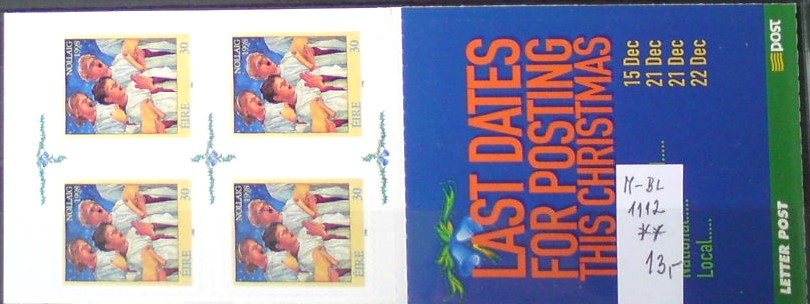 NOLLAIG
1998
30
ÉIRE
NOLLAIG
1998
30
ÉIRE
NOLLAIG
1998
30
ÉIRE
NOLLAIG
1998
30
ÉIRE
LAST DATES
FOR POSTING
THIS CHRISTMAS
15 Dec
21 Dec
21 Dec
National..... 22 Dec
Local.....
post
LETTER POST
M-BL
1112
**
13,-